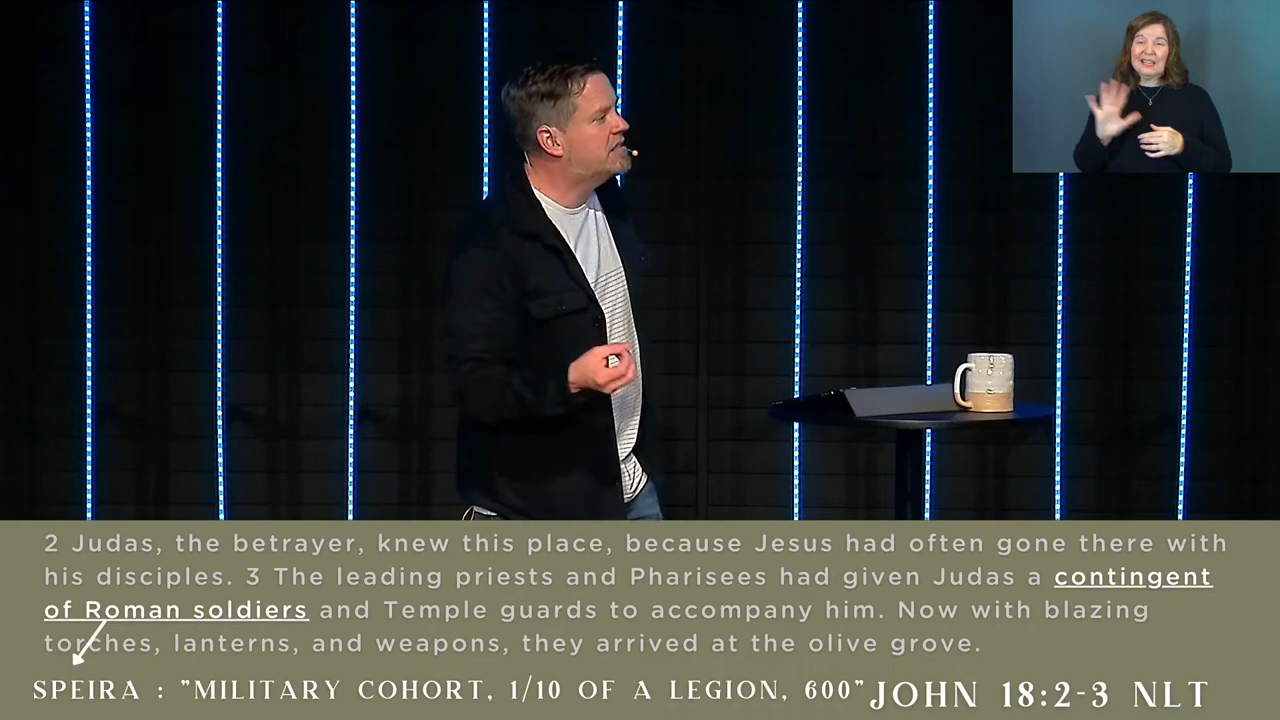 2 Judas, the betrayer, knew this place, because Jesus had often gone there with
his disciples. 3 The leading priests and Pharisees had given Judas a contingent
of Roman soldiers and Temple guards to accompany him. Now with blazing
torches, lanterns, and weapons, they arrived at the olive grove.
SPEIRA : "MILITARY COHORT, 1/10 OF A LEGION, 600"
JOHN 18:2-3 NLT